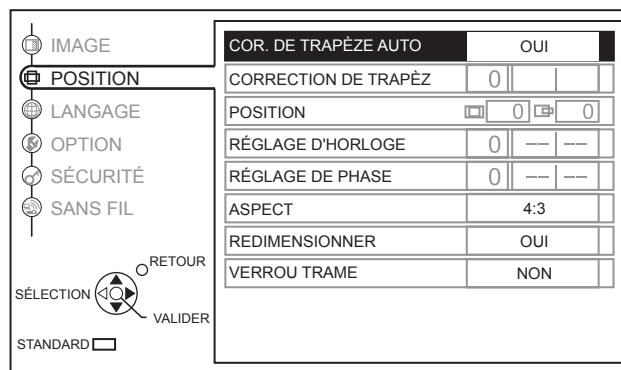 IMAGE
POSITION
LANGAGE
OPTION
SÉCURITÉ
SANS FIL
RETOUR
SÉLECTION
VALIDER
STANDARD
COR. DE TRAPÈZE AUTO OUI
CORRECTION DE TRAPÈZ 0
POSITION 0 0
RÉGLAGE D'HORLOGE 0 -- --
RÉGLAGE DE PHASE 0 -- --
ASPECT 4:3
REDIMENSIONNER OUI
VERROU TRAME NON